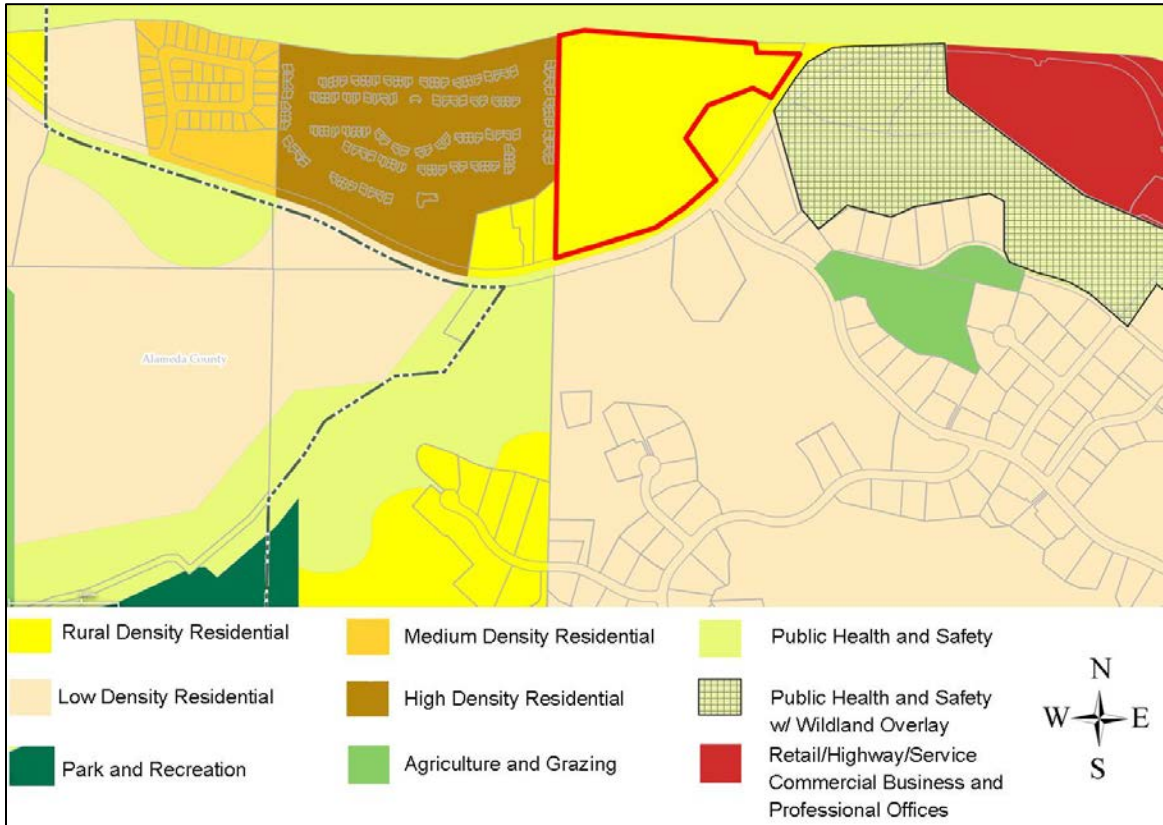 Alameda County
Rural Density Residential
Medium Density Residential
Public Health and Safety
Low Density Residential
High Density Residential
Public Health and Safety
w/ Wildland Overlay
Park and Recreation
Agriculture and Grazing
Retail/Highway/Service
Commercial Business and
Professional Offices
N
W
E
S